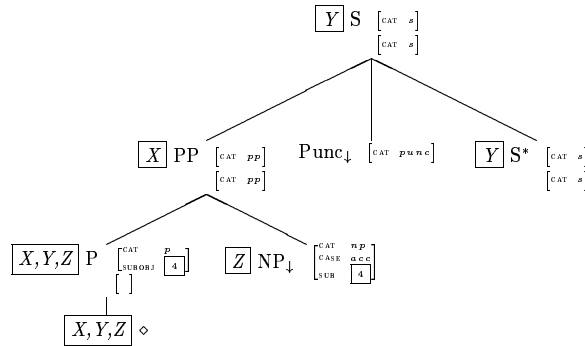 Y S [CAT s]
[CAT s]
X PP [CAT pp] Punc↓ [CAT punc] Y S* [CAT s
[CAT pp] [CAT s
X,Y,Z P [CAT p SUBOBJ 4] Z NP↓ [CAT np CASE acc SUB 4]
[ ]
X,Y,Z ⋄